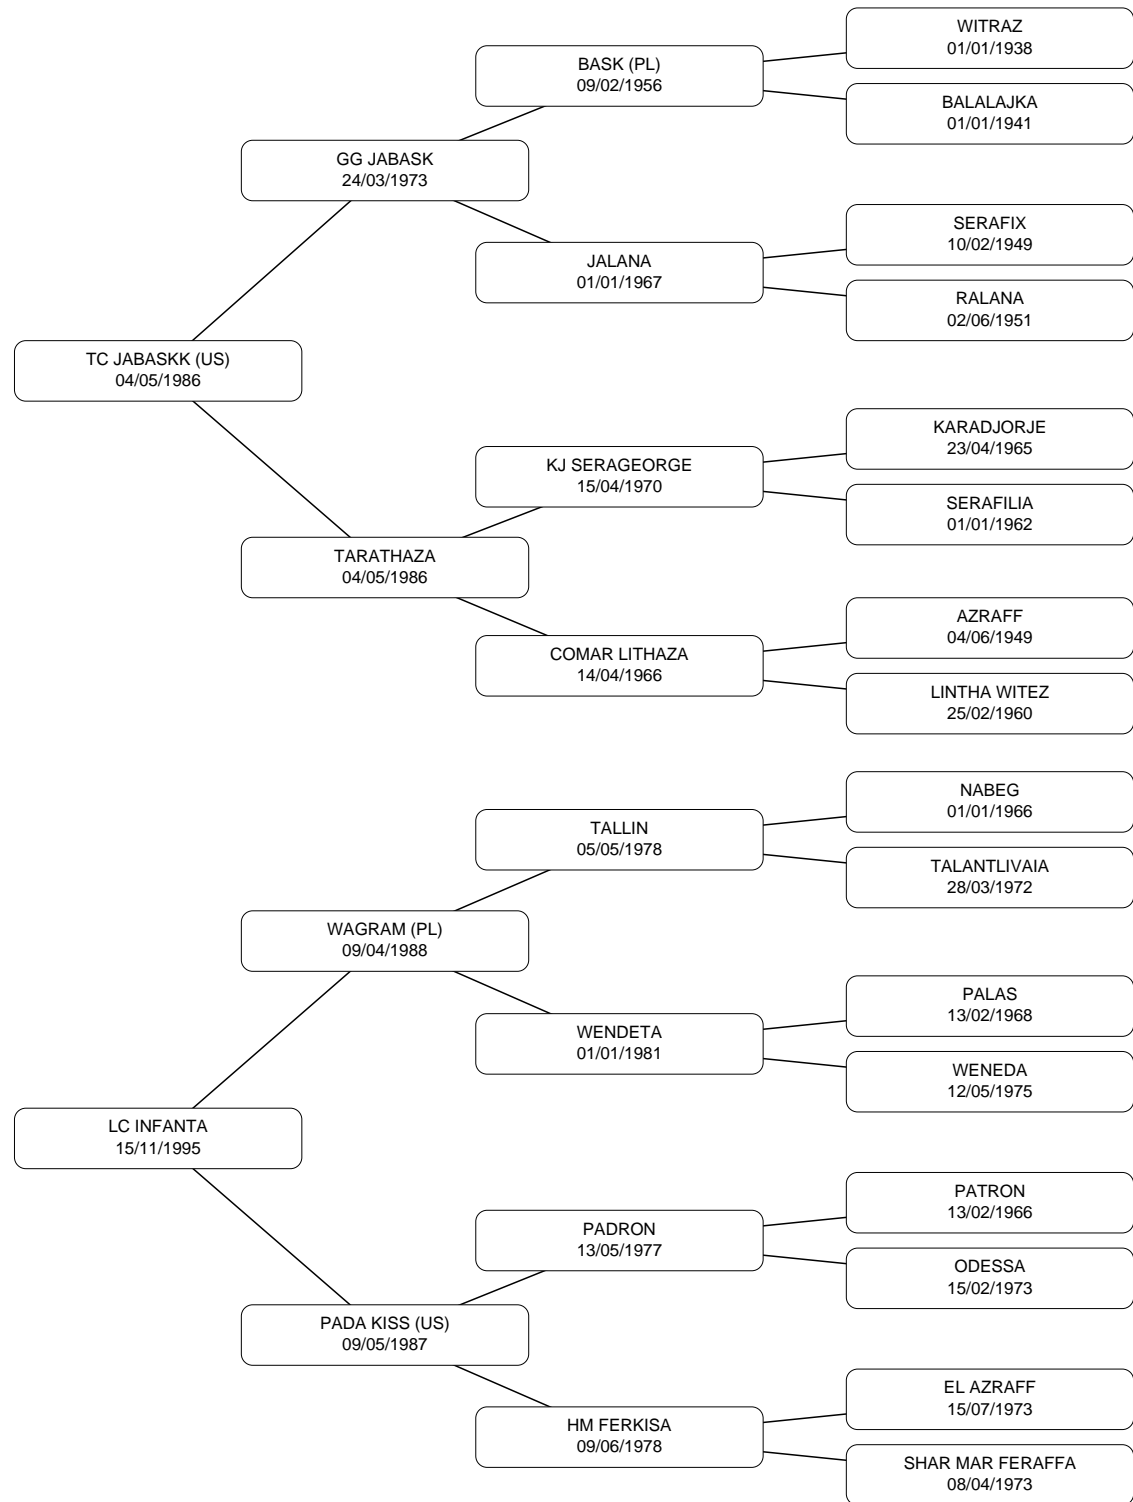 WITRAZ
01/01/1938
BASK (PL)
09/02/1956
BALALAJKA
01/01/1941
GG JABASK
24/03/1973
SERAFIX
10/02/1949
JALANA
01/01/1967
RALANA
02/06/1951
TC JABASKK (US)
04/05/1986
KARADJORJE
23/04/1965
KJ SERAGEORGE
15/04/1970
SERAFILIA
01/01/1962
TARATHAZA
04/05/1986
AZRAFF
04/06/1949
COMAR LITHAZA
14/04/1966
LINTHA WITEZ
25/02/1960
NABEG
01/01/1966
TALLIN
05/05/1978
TALANTLIVAIA
28/03/1972
WAGRAM (PL)
09/04/1988
PALAS
13/02/1968
WENDETA
01/01/1981
WENEDA
12/05/1975
LC INFANTA
15/11/1995
PATRON
13/02/1966
PADRON
13/05/1977
ODESSA
15/02/1973
PADA KISS (US)
09/05/1987
EL AZRAFF
15/07/1973
HM FERKISA
09/06/1978
SHAR MAR FERAFFA
08/04/1973